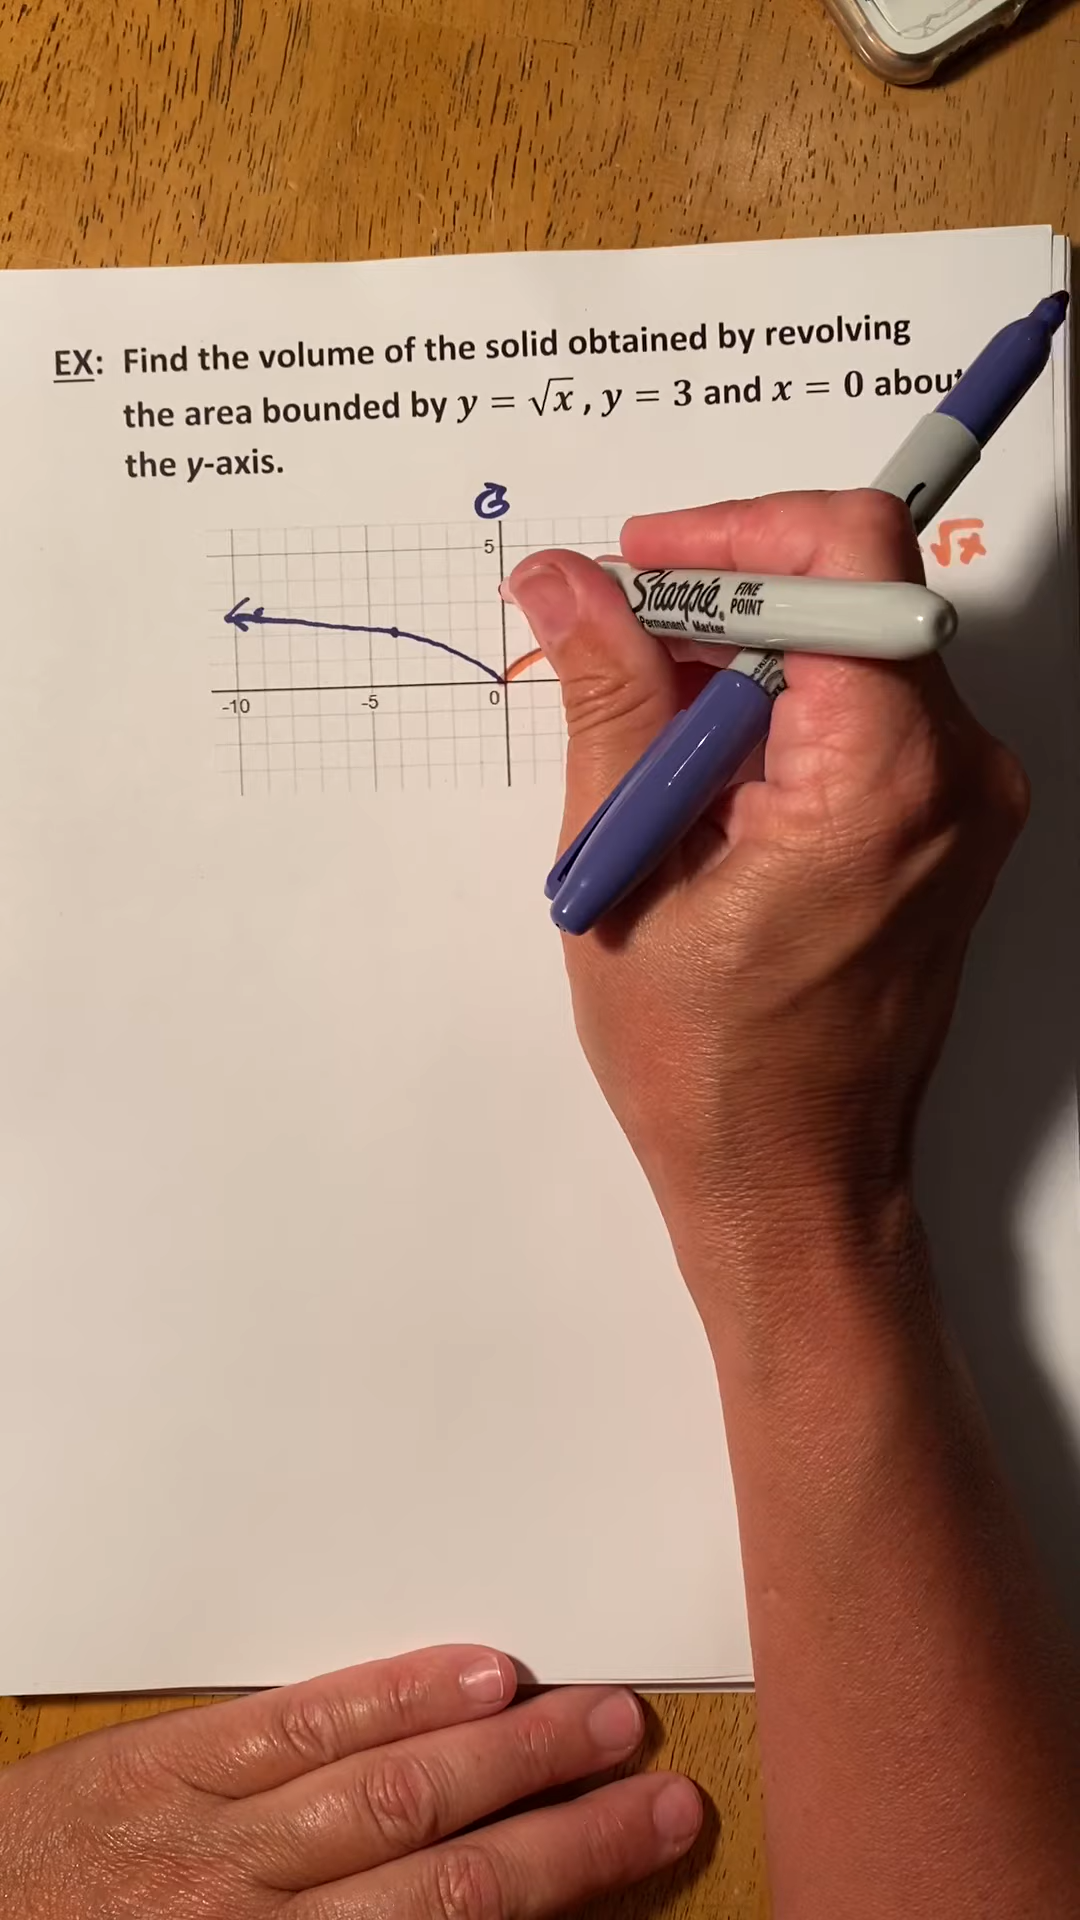 EX: Find the volume of the solid obtained by revolving
the area bounded by y = √x , y = 3 and x = 0
the y-axis.
5
√x
Sharpie® FINE POINT
Permanent Marker
-10 -5 0